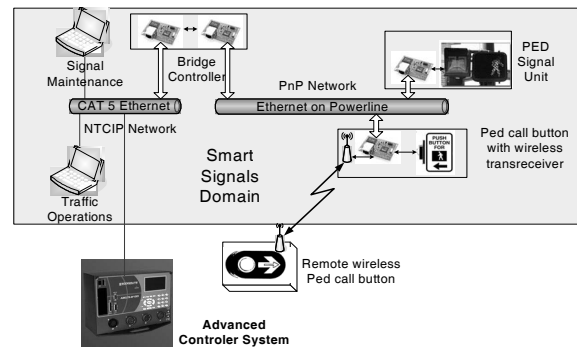 Signal
Maintenance
Bridge
Controller
PED
Signal
Unit
PnP Network
CAT 5 Ethernet
Ethernet on Powerline
NTCIP Network
PUSH
BUTTON
FOR
Ped call button
with wireless
transreceiver
Smart
Signals
Domain
Traffic
Operations
Remote wireless
Ped call button
Advanced
Controler System